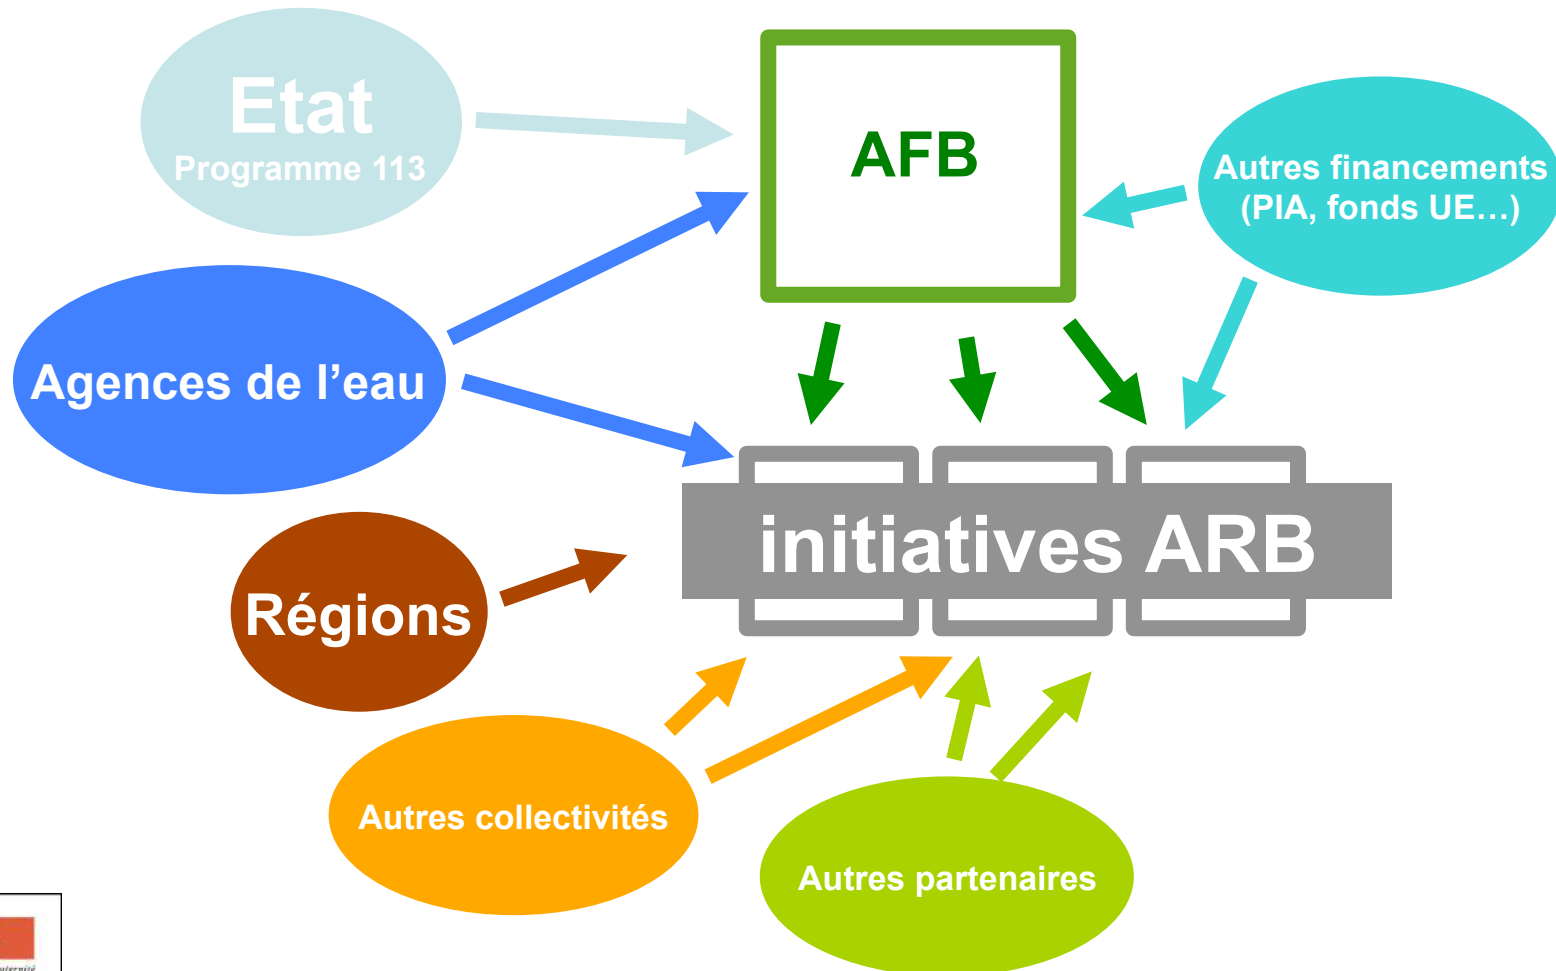 Etat
Programme 113
AFB
Autres financements
(PIA, fonds UE…)
Agences de l’eau
initiatives ARB
Régions
Autres collectivités
Autres partenaires